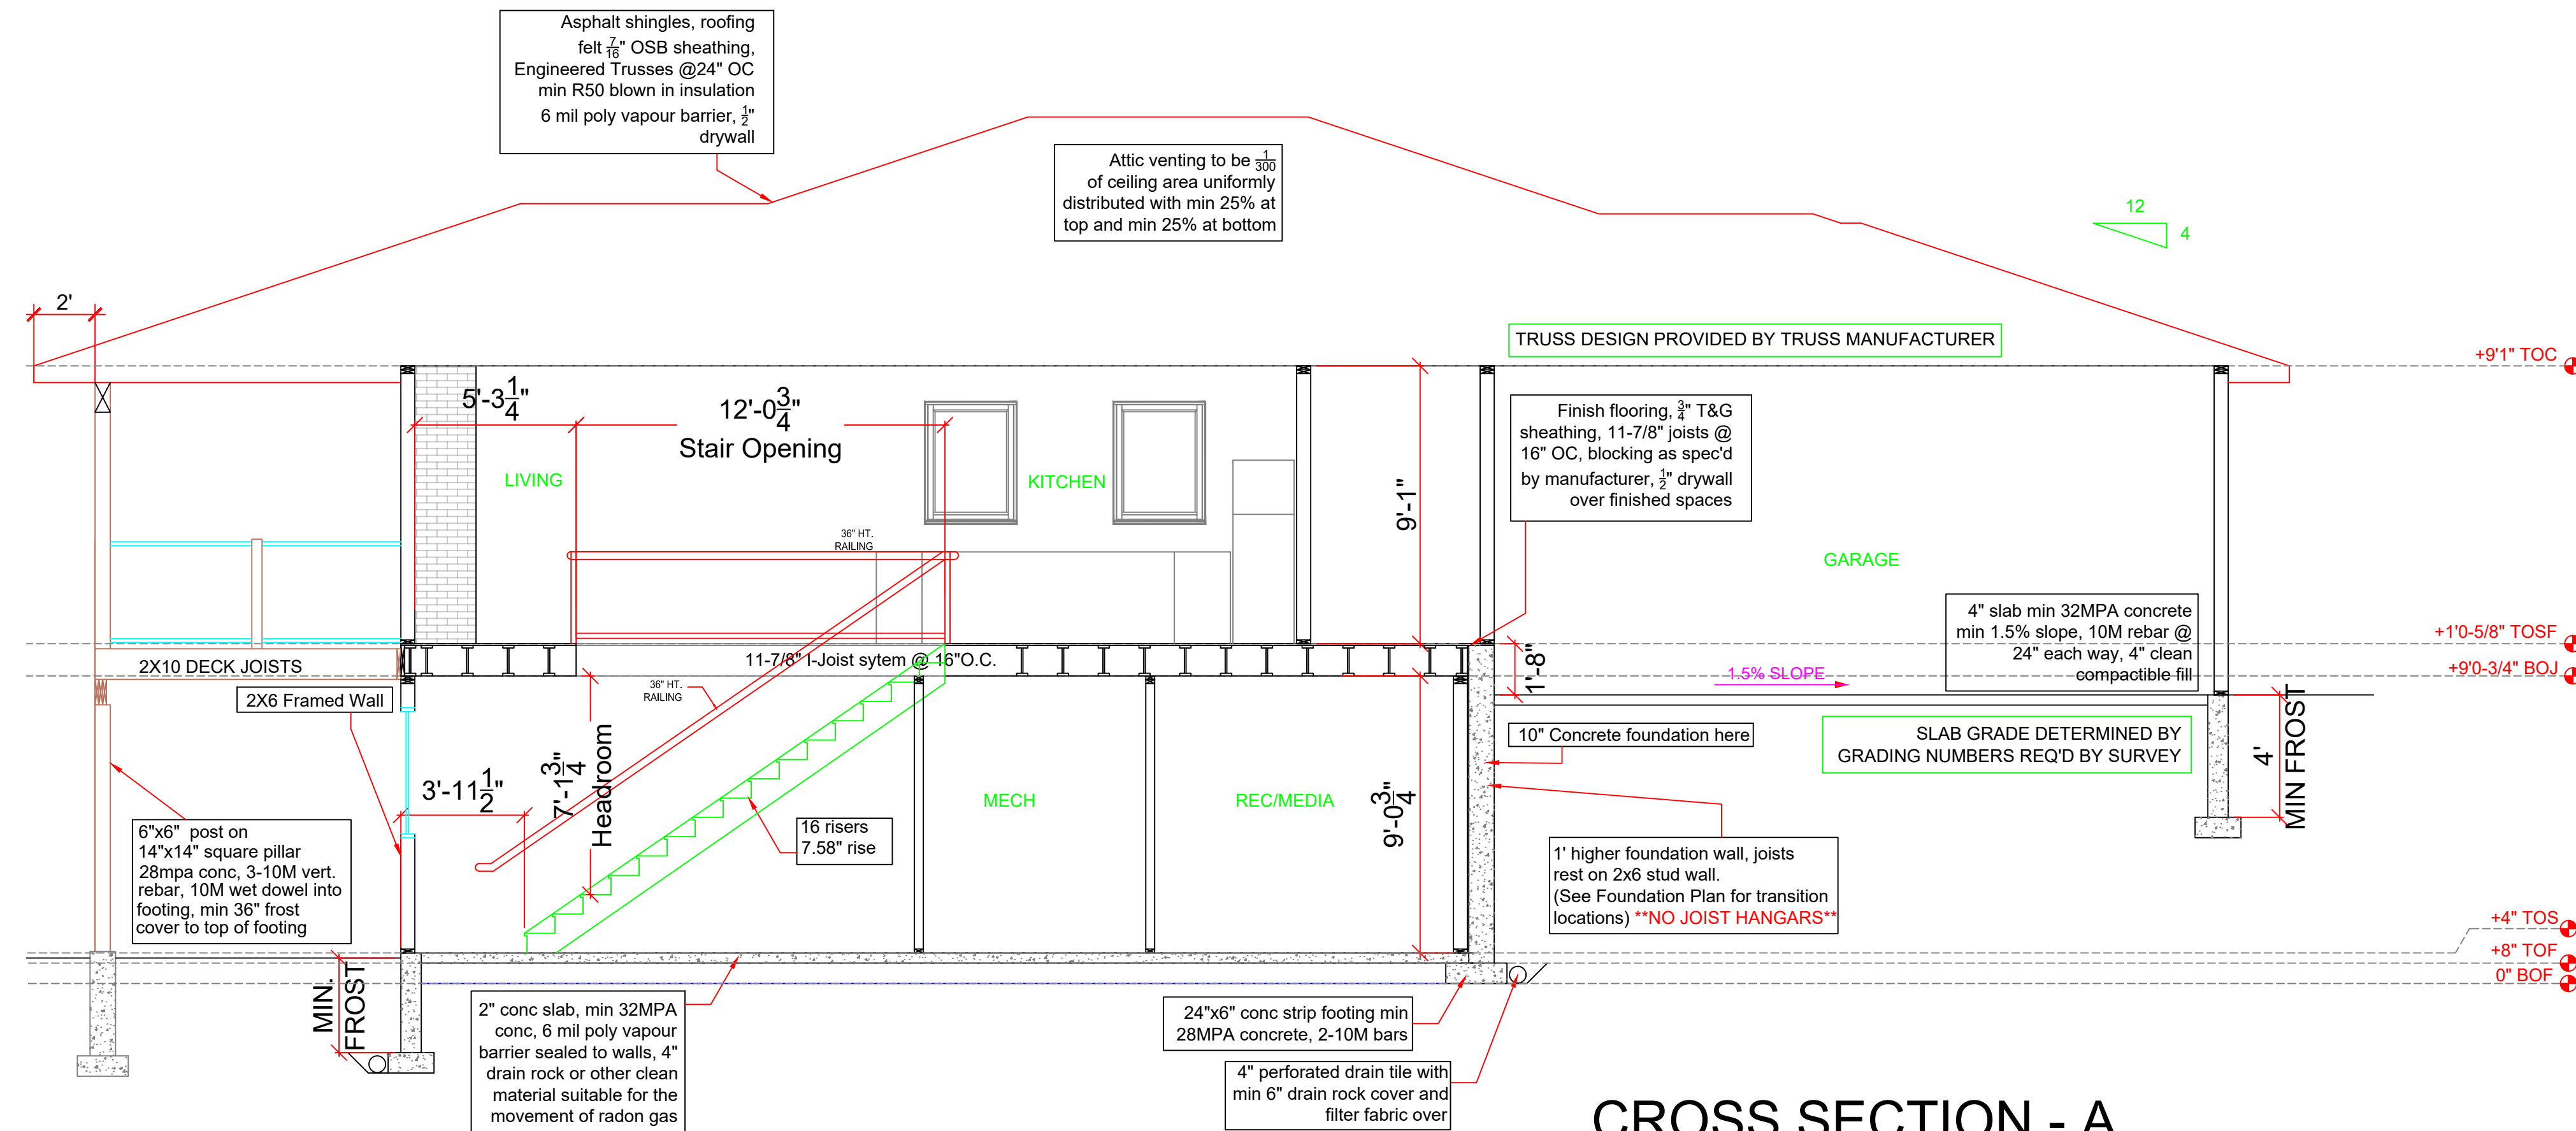 Asphalt shingles, roofing
felt 7/16" OSB sheathing,
Engineered Trusses @24" OC
min R50 blown in insulation
6 mil poly vapour barrier, 1/2"
drywall
Attic venting to be 1/300
of ceiling area uniformly
distributed with min 25% at
top and min 25% at bottom
12
4
2'
TRUSS DESIGN PROVIDED BY TRUSS MANUFACTURER
+9'1" TOC
5'-3 1/4"
12'-0 3/4"
Stair Opening
LIVING
KITCHEN
9'-1"
Finish flooring, 3/4" T&G
sheathing, 11-7/8" joists @
16" OC, blocking as spec'd
by manufacturer, 1/2" drywall
over finished spaces
36" HT.
RAILING
GARAGE
4" slab min 32MPA concrete
min 1.5% slope, 10M rebar @
24" each way, 4" clean
compactible fill
+1'0-5/8" TOSF
+9'0-3/4" BOJ
2X10 DECK JOISTS
11-7/8" I-Joist sytem @ 16"O.C.
1'-8"
1.5% SLOPE
36" HT.
RAILING
2X6 Framed Wall
10" Concrete foundation here
SLAB GRADE DETERMINED BY
GRADING NUMBERS REQ'D BY SURVEY
4'
MIN FROST
3'-11 1/2"
7'-1 3/4"
Headroom
MECH
REC/MEDIA
9'-0 3/4"
16 risers
7.58" rise
6"x6" post on
14"x14" square pillar
28mpa conc, 3-10M vert.
rebar, 10M wet dowel into
footing, min 36" frost
cover to top of footing
1' higher foundation wall, joists
rest on 2x6 stud wall.
(See Foundation Plan for transition
locations) **NO JOIST HANGARS**
+4" TOS
+8" TOF
0" BOF
MIN.
FROST
2" conc slab, min 32MPA
conc, 6 mil poly vapour
barrier sealed to walls, 4"
drain rock or other clean
material suitable for the
movement of radon gas
24"x6" conc strip footing min
28MPA concrete, 2-10M bars
4" perforated drain tile with
min 6" drain rock cover and
filter fabric over
CROSS SECTION - A